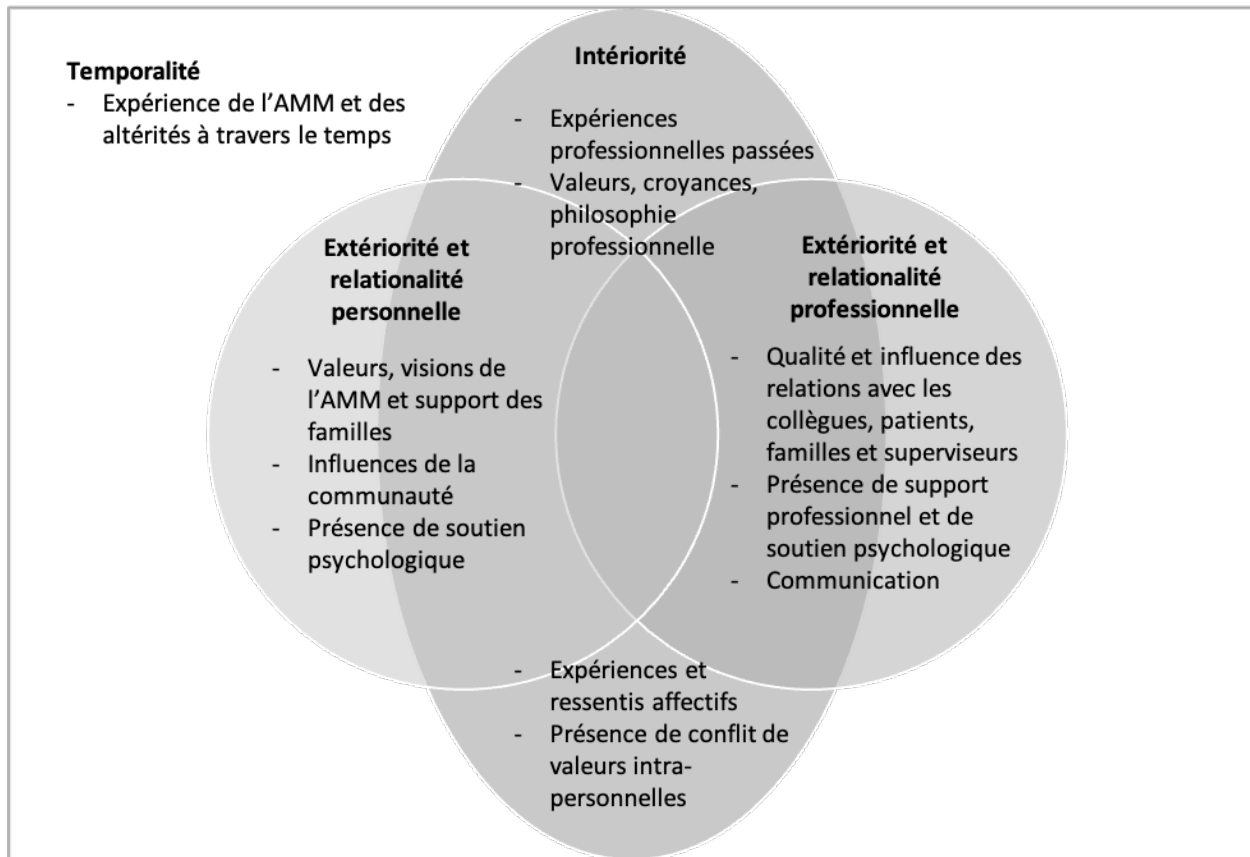 Temporalité
- Expérience de l’AMM et des
altérités à travers le temps
Intériorité
- Expériences
professionnelles passées
- Valeurs, croyances,
philosophie
professionnelle
Extériorité et
relationalité
personnelle
- Valeurs, visions de
l’AMM et support des
familles
- Influences de la
communauté
- Présence de soutien
psychologique
Extériorité et
relationalité
professionnelle
- Qualité et influence des
relations avec les
collègues, patients,
familles et superviseurs
- Présence de support
professionnel et de
soutien psychologique
- Communication
- Expériences et
ressentis affectifs
- Présence de conflit de
valeurs intra-
personnelles